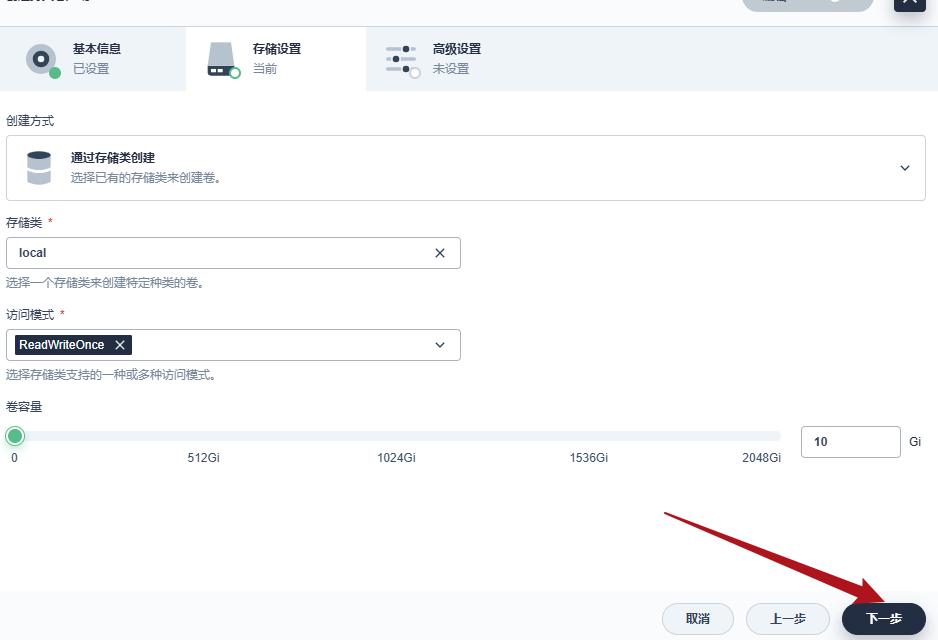 基本信息
已设置
存储设置
当前
高级设置
未设置
创建方式
通过存储类创建
选择已有的存储类来创建卷。
存储类 *
local
选择一个存储类来创建特定种类的卷。
访问模式 *
ReadWriteOnce
选择存储类支持的一种或多种访问模式。
卷容量
0 512Gi 1024Gi 1536Gi 2048Gi
10 Gi
取消 上一步 下一步